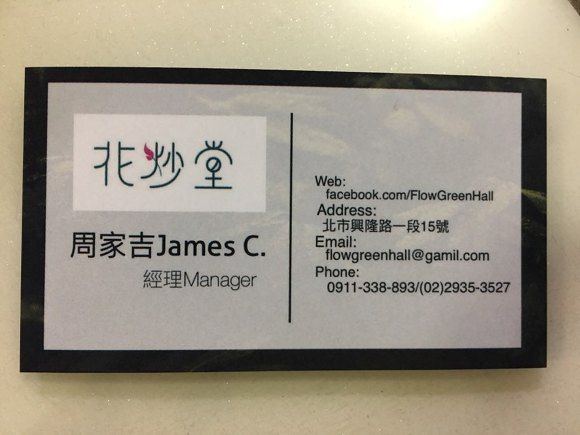 北炒堂
周家吉James C.
經理Manager
Web:
facebook.com/FlowGreenHall
Address:
北市興隆路一段15號
Email:
flowgreenhall@gamil.com
Phone:
0911-338-893/(02)2935-3527